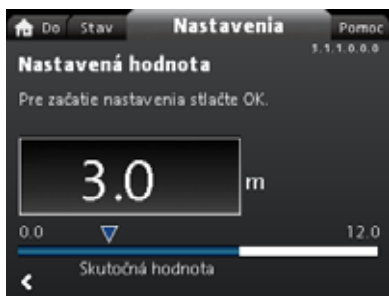 Do Stav Nastavenia Pomoc
3.1.1.0.0.0
Nastavená hodnota
Pre začatie nastavenia stlačte OK.
3.0 m
0.0 12.0
Skutočná hodnota